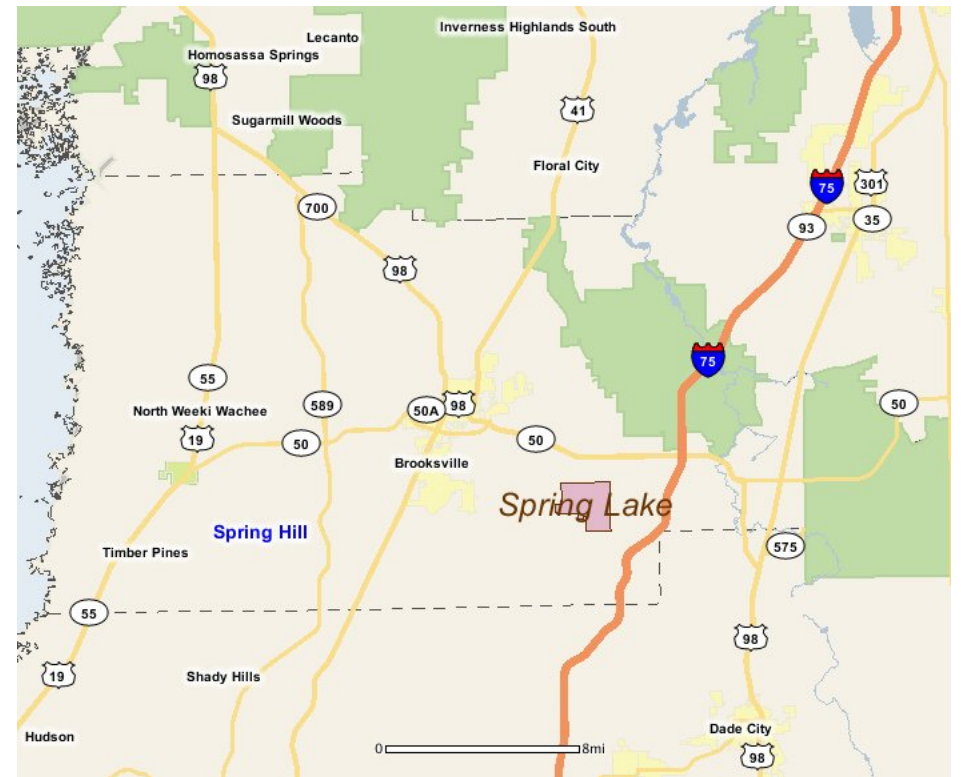 Inverness Highlands South
Lecanto
Homosassa Springs
98
41
Sugarmill Woods
Floral City
75
301
700
93
35
98
75
55
589
50A
98
50
North Weeki Wachee
19
50
50
Brooksville
Spring Lake
Spring Hill
575
Timber Pines
55
98
19
Shady Hills
Dade City
Hudson
0
8mi
98